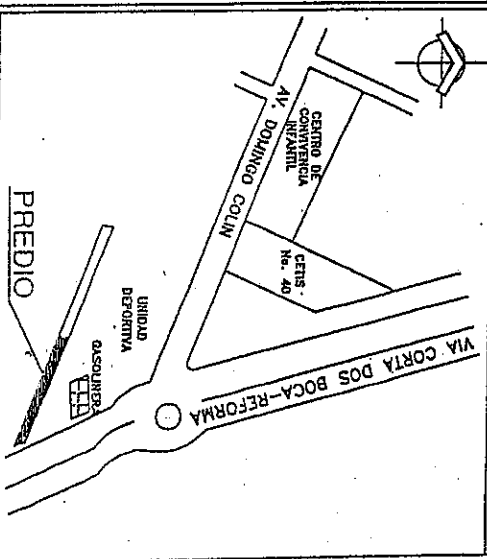 CENTRO DE
CONVIVENCIA
INFANTIL
AV. DOMINGO COLIN
CETIS
No. 40
VIA CORTA DOS BOCA-REFORMA
UNIDAD
DEPORTIVA
GASOLINERA
PREDIO